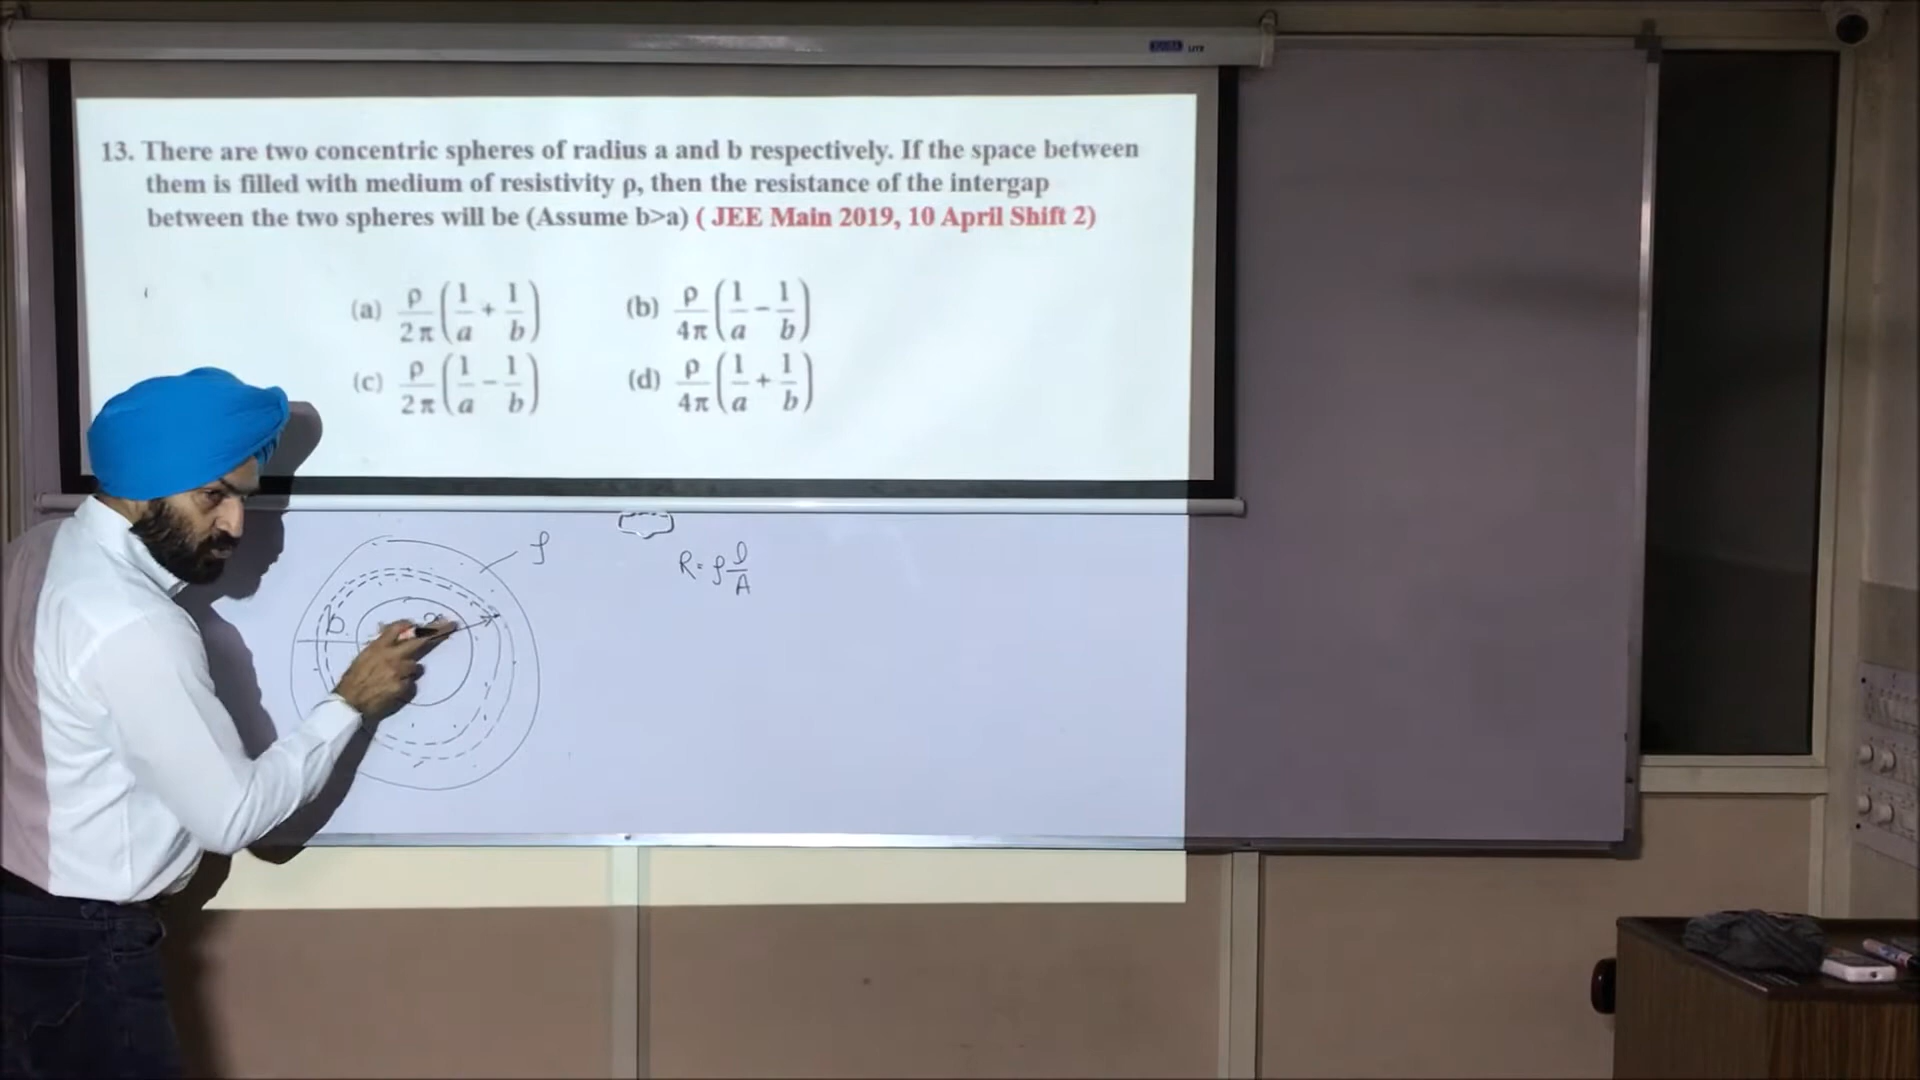 13. There are two concentric spheres of radius a and b respectively. If the space between
them is filled with medium of resistivity ρ, then the resistance of the intergap
between the two spheres will be (Assume b>a) ( JEE Main 2019, 10 April Shift 2)
(a) ρ/2π (1/a + 1/b) (b) ρ/4π (1/a − 1/b)
(c) ρ/2π (1/a − 1/b) (d) ρ/4π (1/a + 1/b)
ρ
R = ρ l/A
b